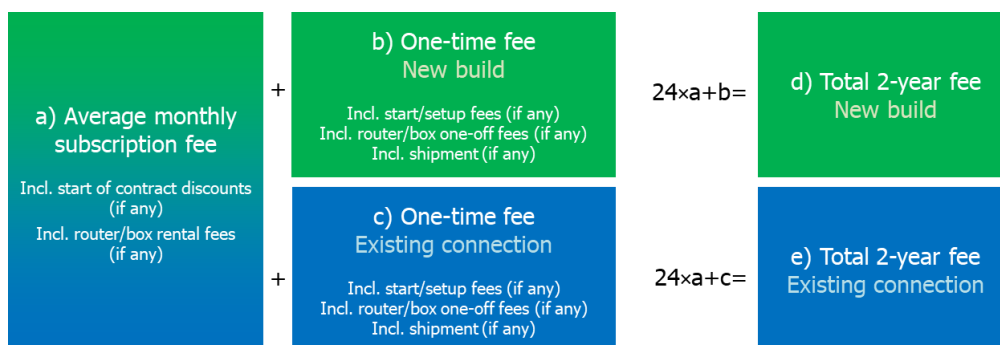 a) Average monthly
subscription fee
Incl. start of contract discounts
(if any)
Incl. router/box rental fees
(if any)
+
b) One-time fee
New build
Incl. start/setup fees (if any)
Incl. router/box one-off fees (if any)
Incl. shipment (if any)
24×a+b=
d) Total 2-year fee
New build
+
c) One-time fee
Existing connection
Incl. start/setup fees (if any)
Incl. router/box one-off fees (if any)
Incl. shipment (if any)
24×a+c=
e) Total 2-year fee
Existing connection